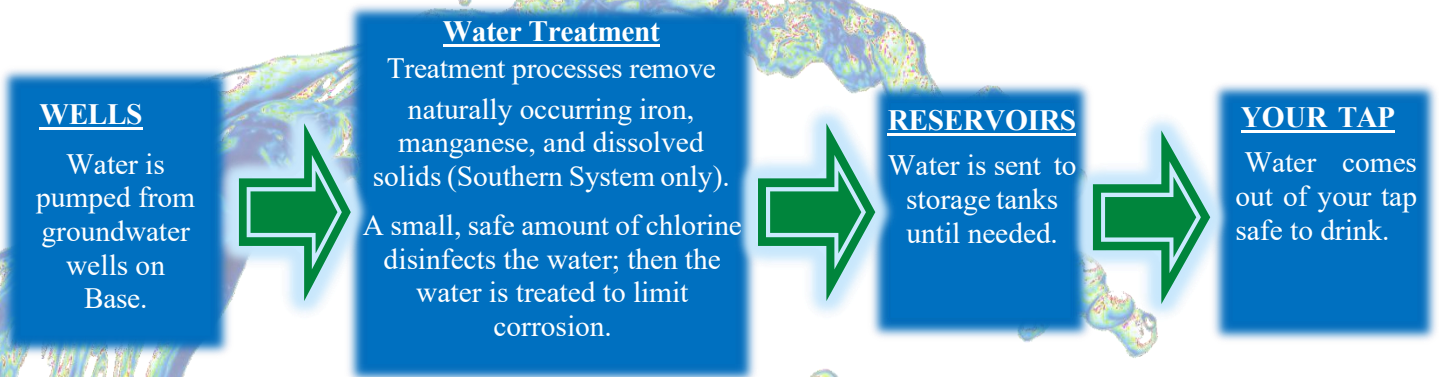 WELLS
Water is
pumped from
groundwater
wells on
Base.
Water Treatment
Treatment processes remove
naturally occurring iron,
manganese, and dissolved
solids (Southern System only).
A small, safe amount of chlorine
disinfects the water; then the
water is treated to limit
corrosion.
RESERVOIRS
Water is sent to
storage tanks
until needed.
YOUR TAP
Water comes
out of your tap
safe to drink.